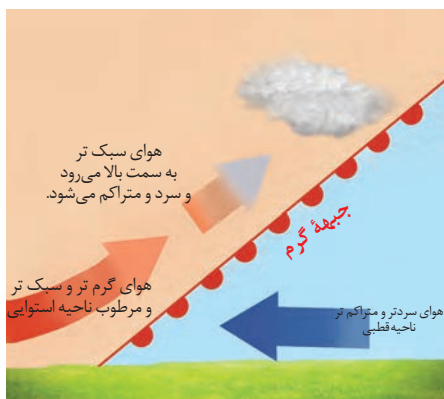 هوای سبک تر
به سمت بالا می‌رود
و سرد و متراکم می‌شود.
جبههٔ گرم
هوای گرم تر و سبک تر
و مرطوب ناحیه استوایی
هوای سردتر و متراکم تر
ناحیه قطبی